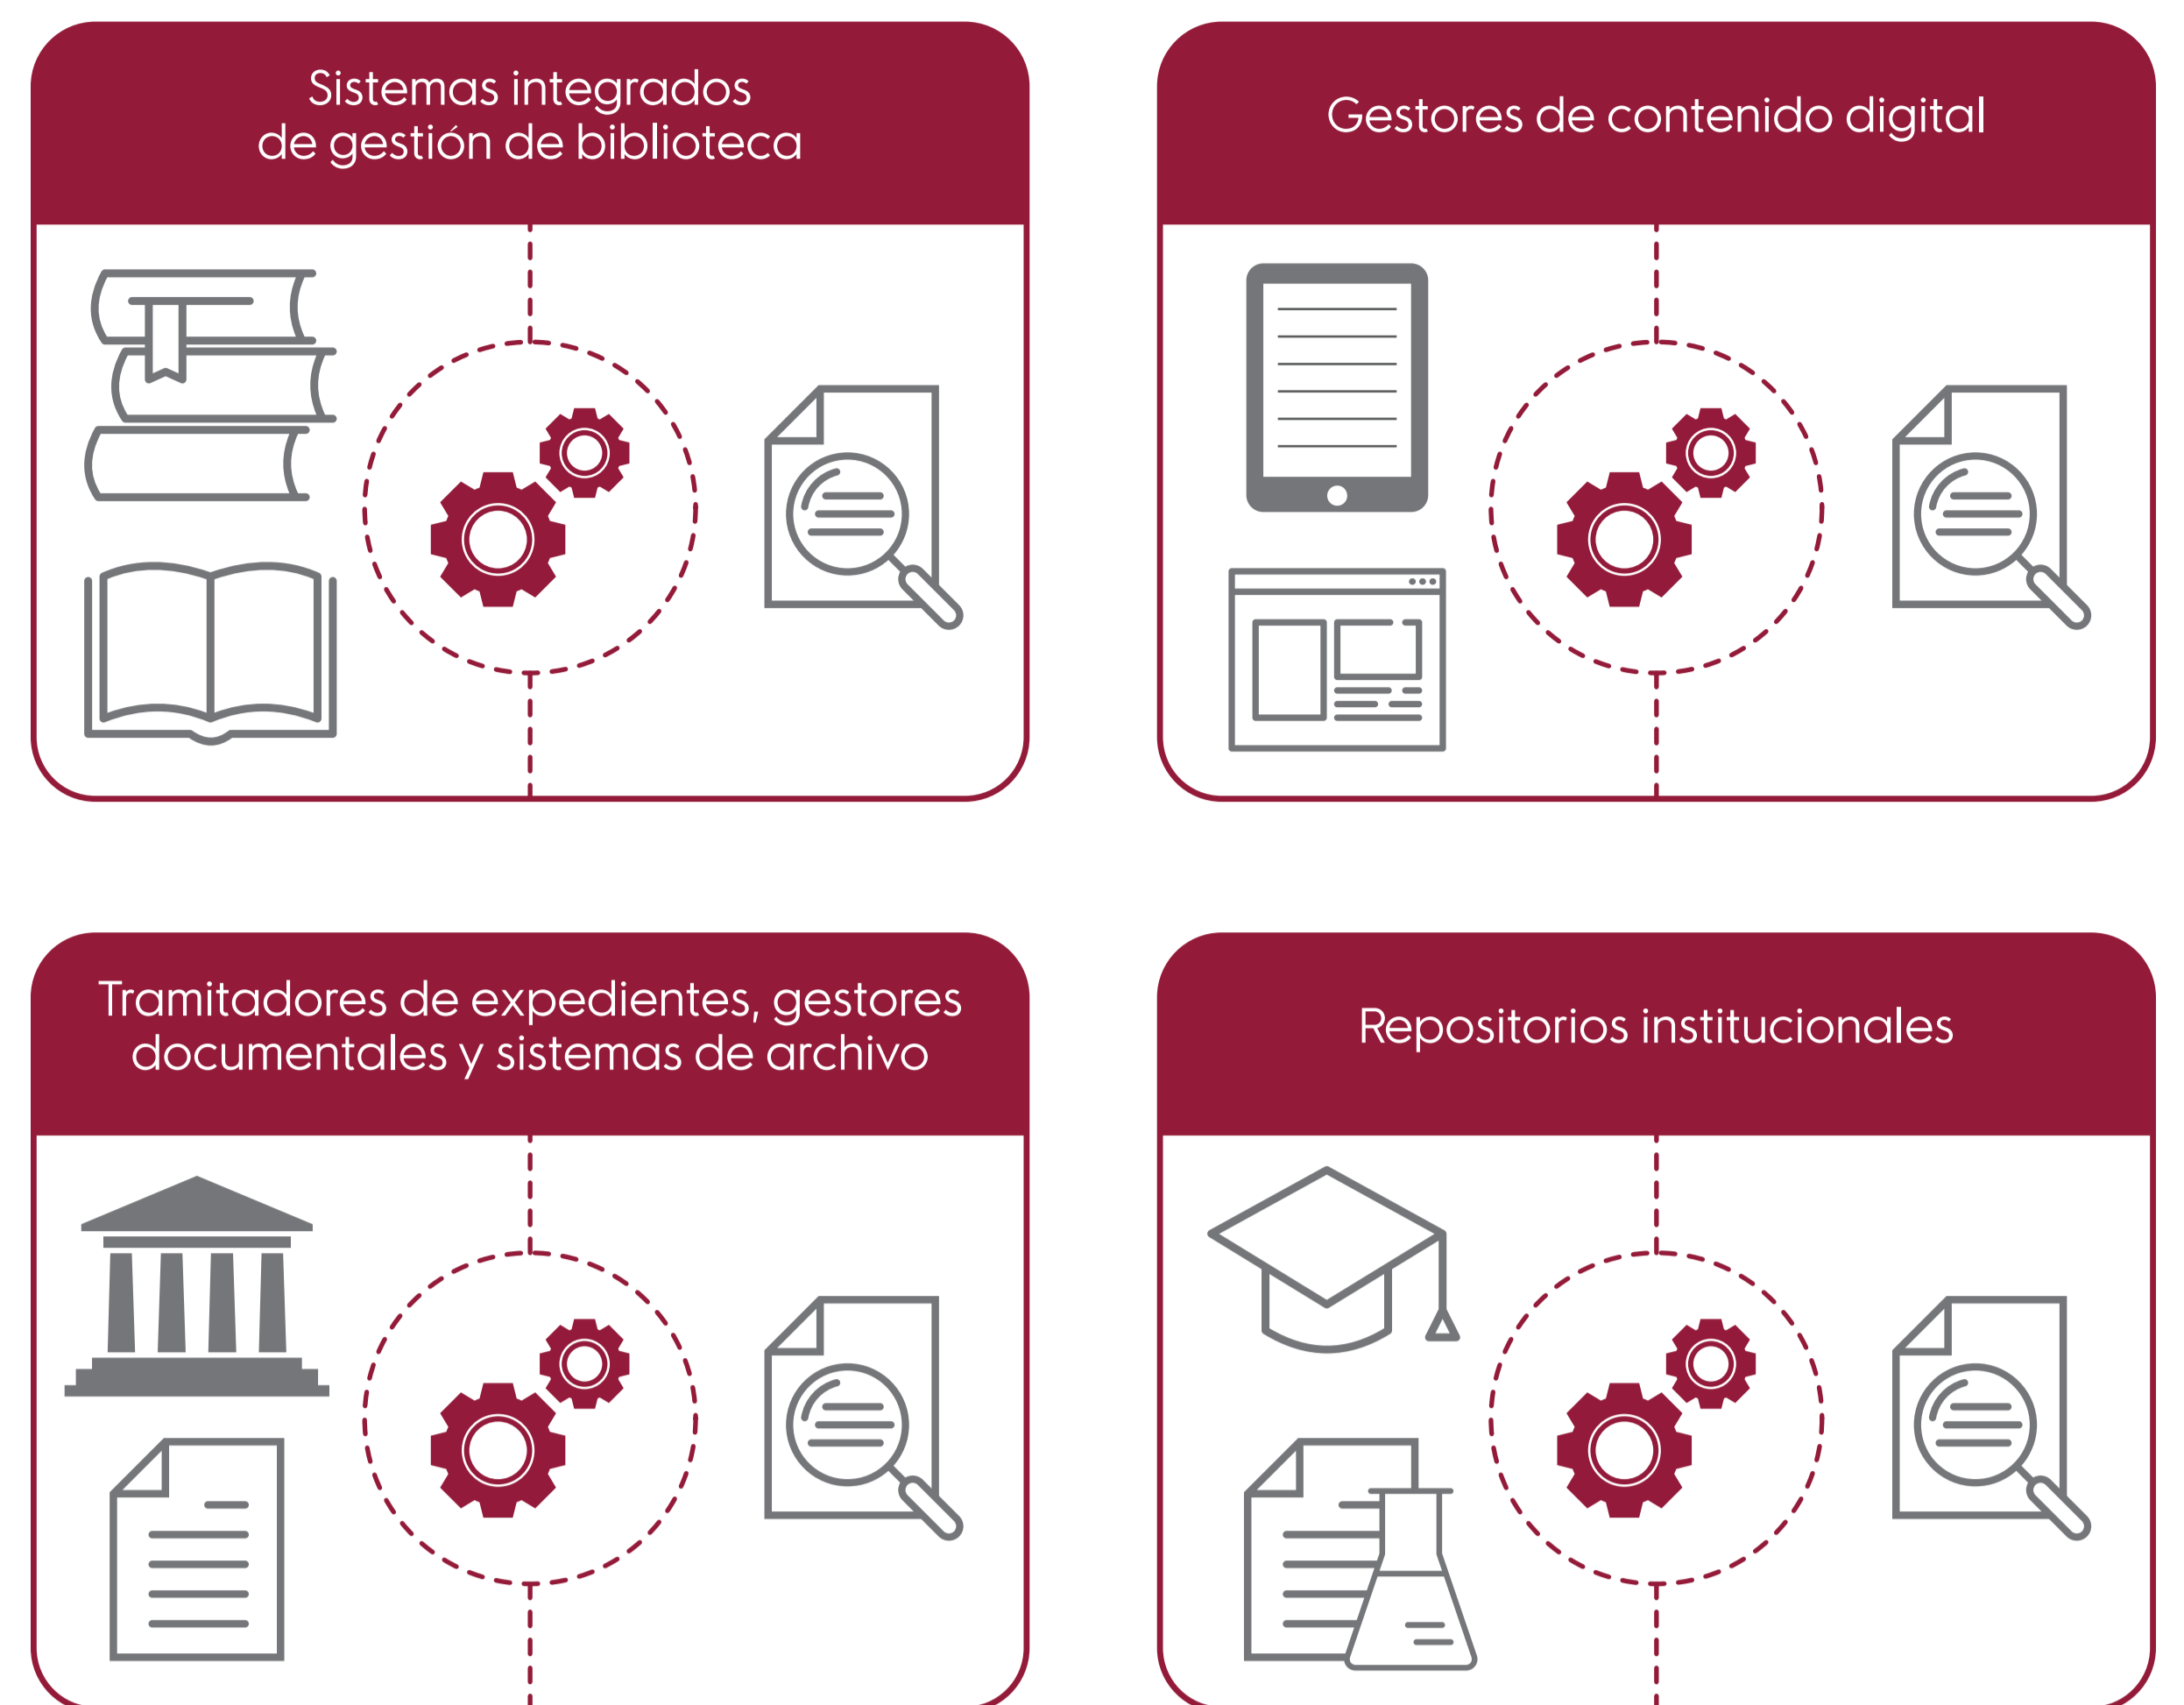 Sistemas integrados
de gestión de biblioteca
Gestores de contenidos digital
Tramitadores de expedientes, gestores
documentales y sistemas de archivo
Repositorios institucionales